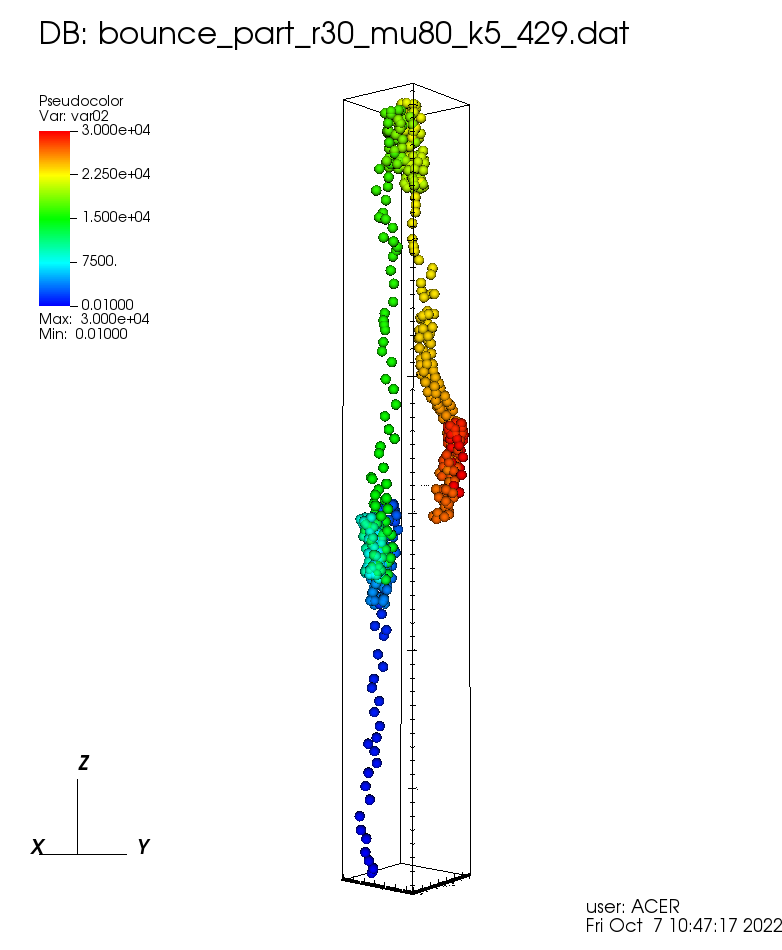 DB: bounce_part_r30_mu80_k5_429.dat
Pseudocolor
Var: var02
3.000e+04
2.250e+04
1.500e+04
7500.
0.01000
Max: 3.000e+04
Min: 0.01000
Z
X
Y
user: ACER
Fri Oct 7 10:47:17 2022